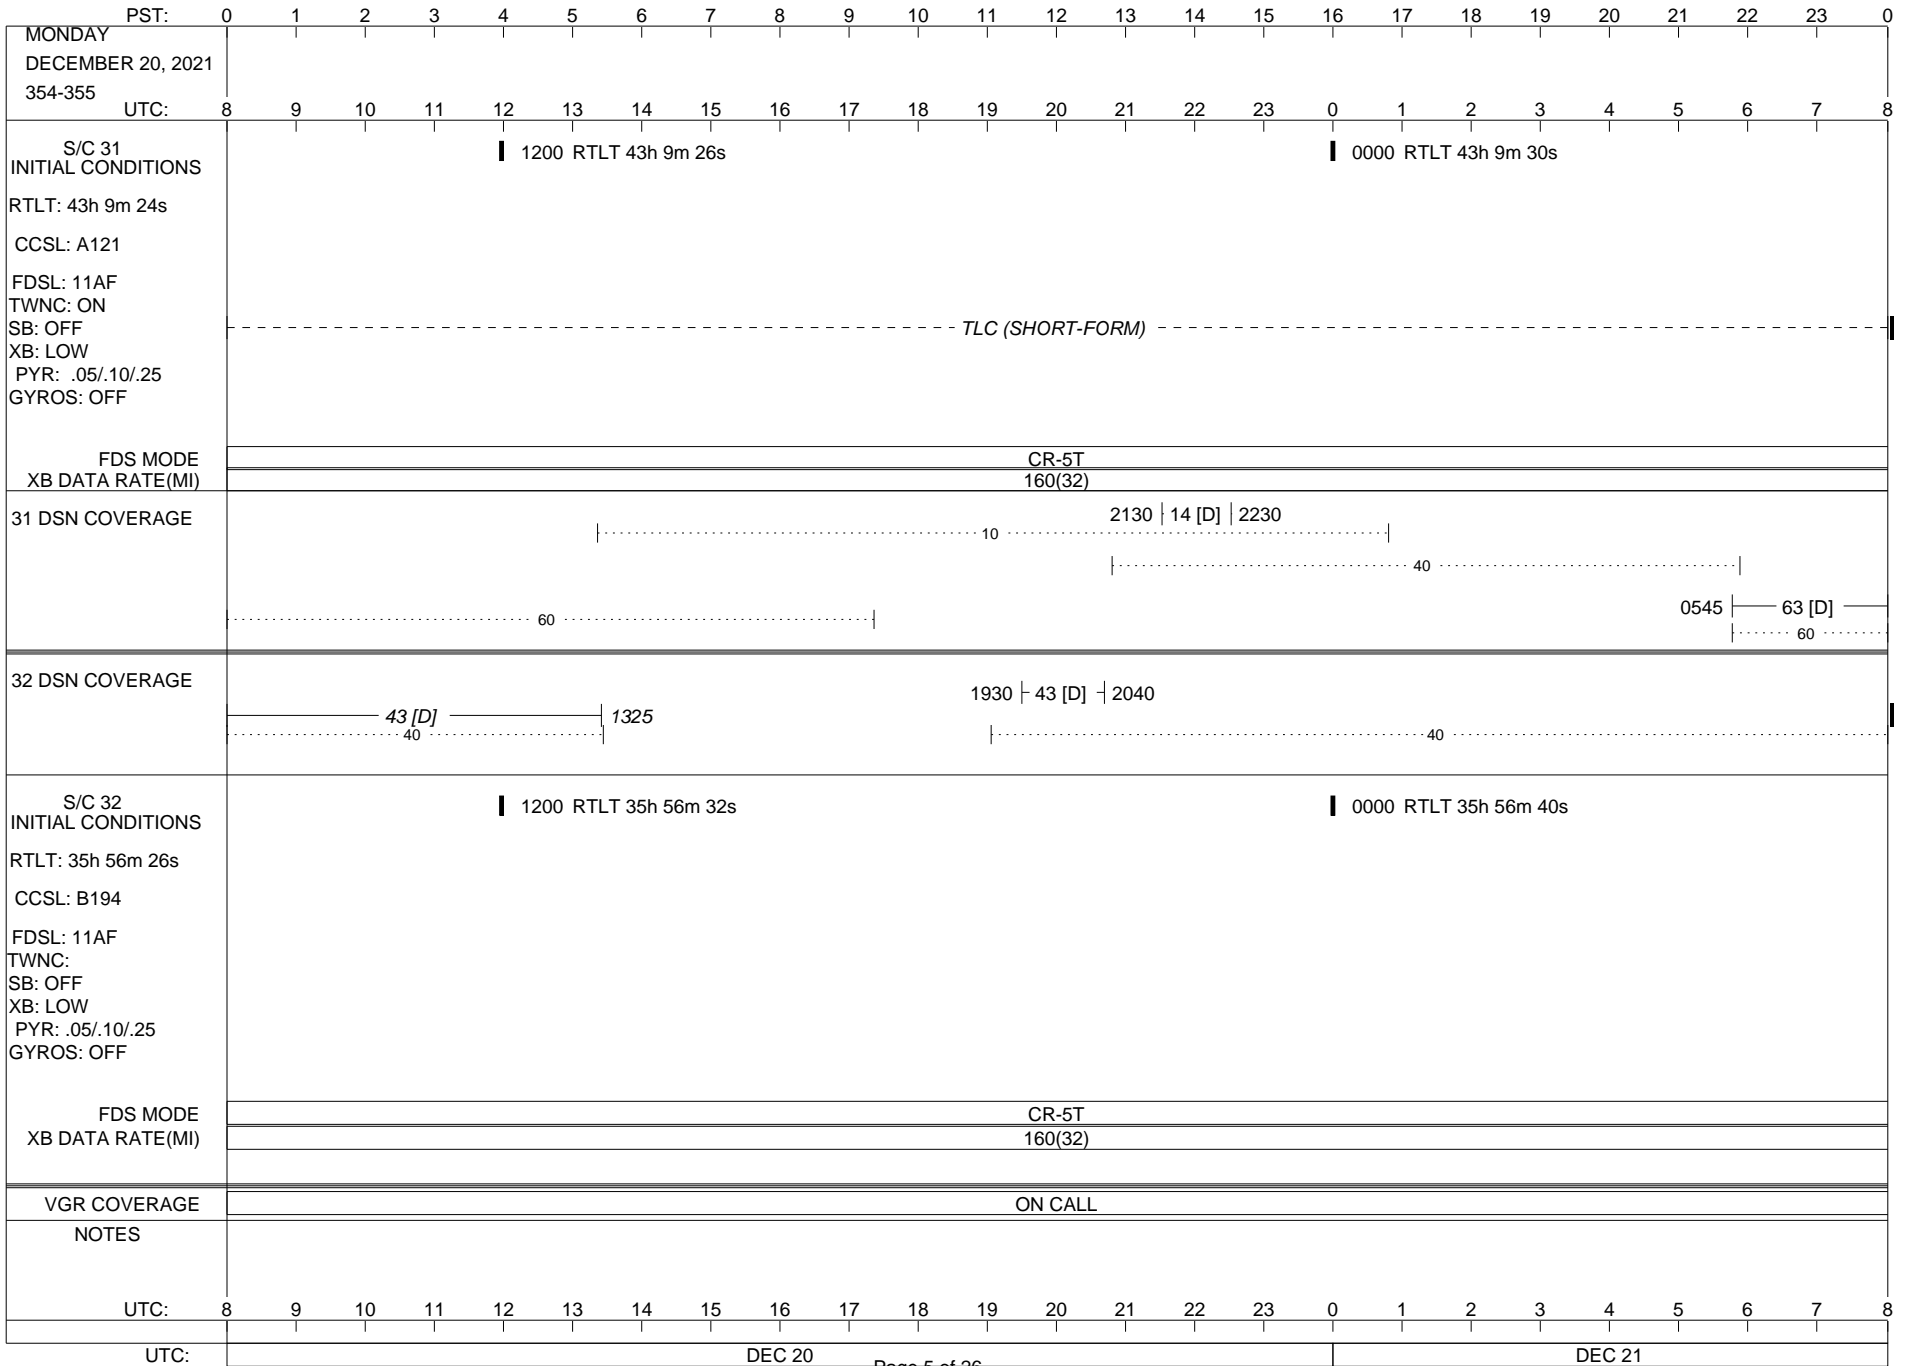 PST: 0 1 2 3 4 5 6 7 8 9 10 11 12 13 14 15 16 17 18 19 20 21 22 23 0
MONDAY
DECEMBER 20, 2021
354-355
UTC: 8 9 10 11 12 13 14 15 16 17 18 19 20 21 22 23 0 1 2 3 4 5 6 7 8
S/C 31
INITIAL CONDITIONS
1200 RTLT 43h 9m 26s
0000 RTLT 43h 9m 30s
RTLT: 43h 9m 24s
CCSL: A121
FDSL: 11AF
TWNC: ON
SB: OFF
TLC (SHORT-FORM)
XB: LOW
PYR: .05/.10/.25
GYROS: OFF
FDS MODE CR-5T
XB DATA RATE(MI) 160(32)
31 DSN COVERAGE
2130 14 [D] 2230
10
40
0545 63 [D]
60
60
32 DSN COVERAGE
1930 43 [D] 2040
43 [D] 1325
40
40
S/C 32
INITIAL CONDITIONS
1200 RTLT 35h 56m 32s
0000 RTLT 35h 56m 40s
RTLT: 35h 56m 26s
CCSL: B194
FDSL: 11AF
TWNC:
SB: OFF
XB: LOW
PYR: .05/.10/.25
GYROS: OFF
FDS MODE CR-5T
XB DATA RATE(MI) 160(32)
VGR COVERAGE ON CALL
NOTES
UTC: 8 9 10 11 12 13 14 15 16 17 18 19 20 21 22 23 0 1 2 3 4 5 6 7 8
UTC: DEC 20 DEC 21
Page 5 of 26